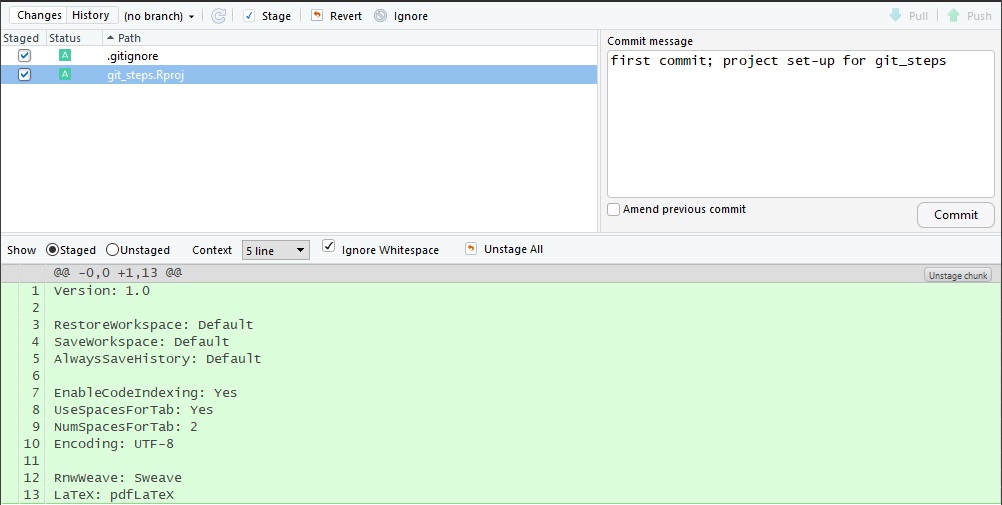 Changes History (no branch) Stage Revert Ignore Pull Push
Staged Status Path
A .gitignore
A git_steps.Rproj
Commit message
first commit; project set-up for git_steps
Amend previous commit
Commit
Show Staged Unstaged Context 5 line Ignore Whitespace Unstage All
@@ -0,0 +1,13 @@ Unstage chunk
1 Version: 1.0
2
3 RestoreWorkspace: Default
4 SaveWorkspace: Default
5 AlwaysSaveHistory: Default
6
7 EnableCodeIndexing: Yes
8 UseSpacesForTab: Yes
9 NumSpacesForTab: 2
10 Encoding: UTF-8
11
12 RnwWeave: Sweave
13 LaTeX: pdfLaTeX